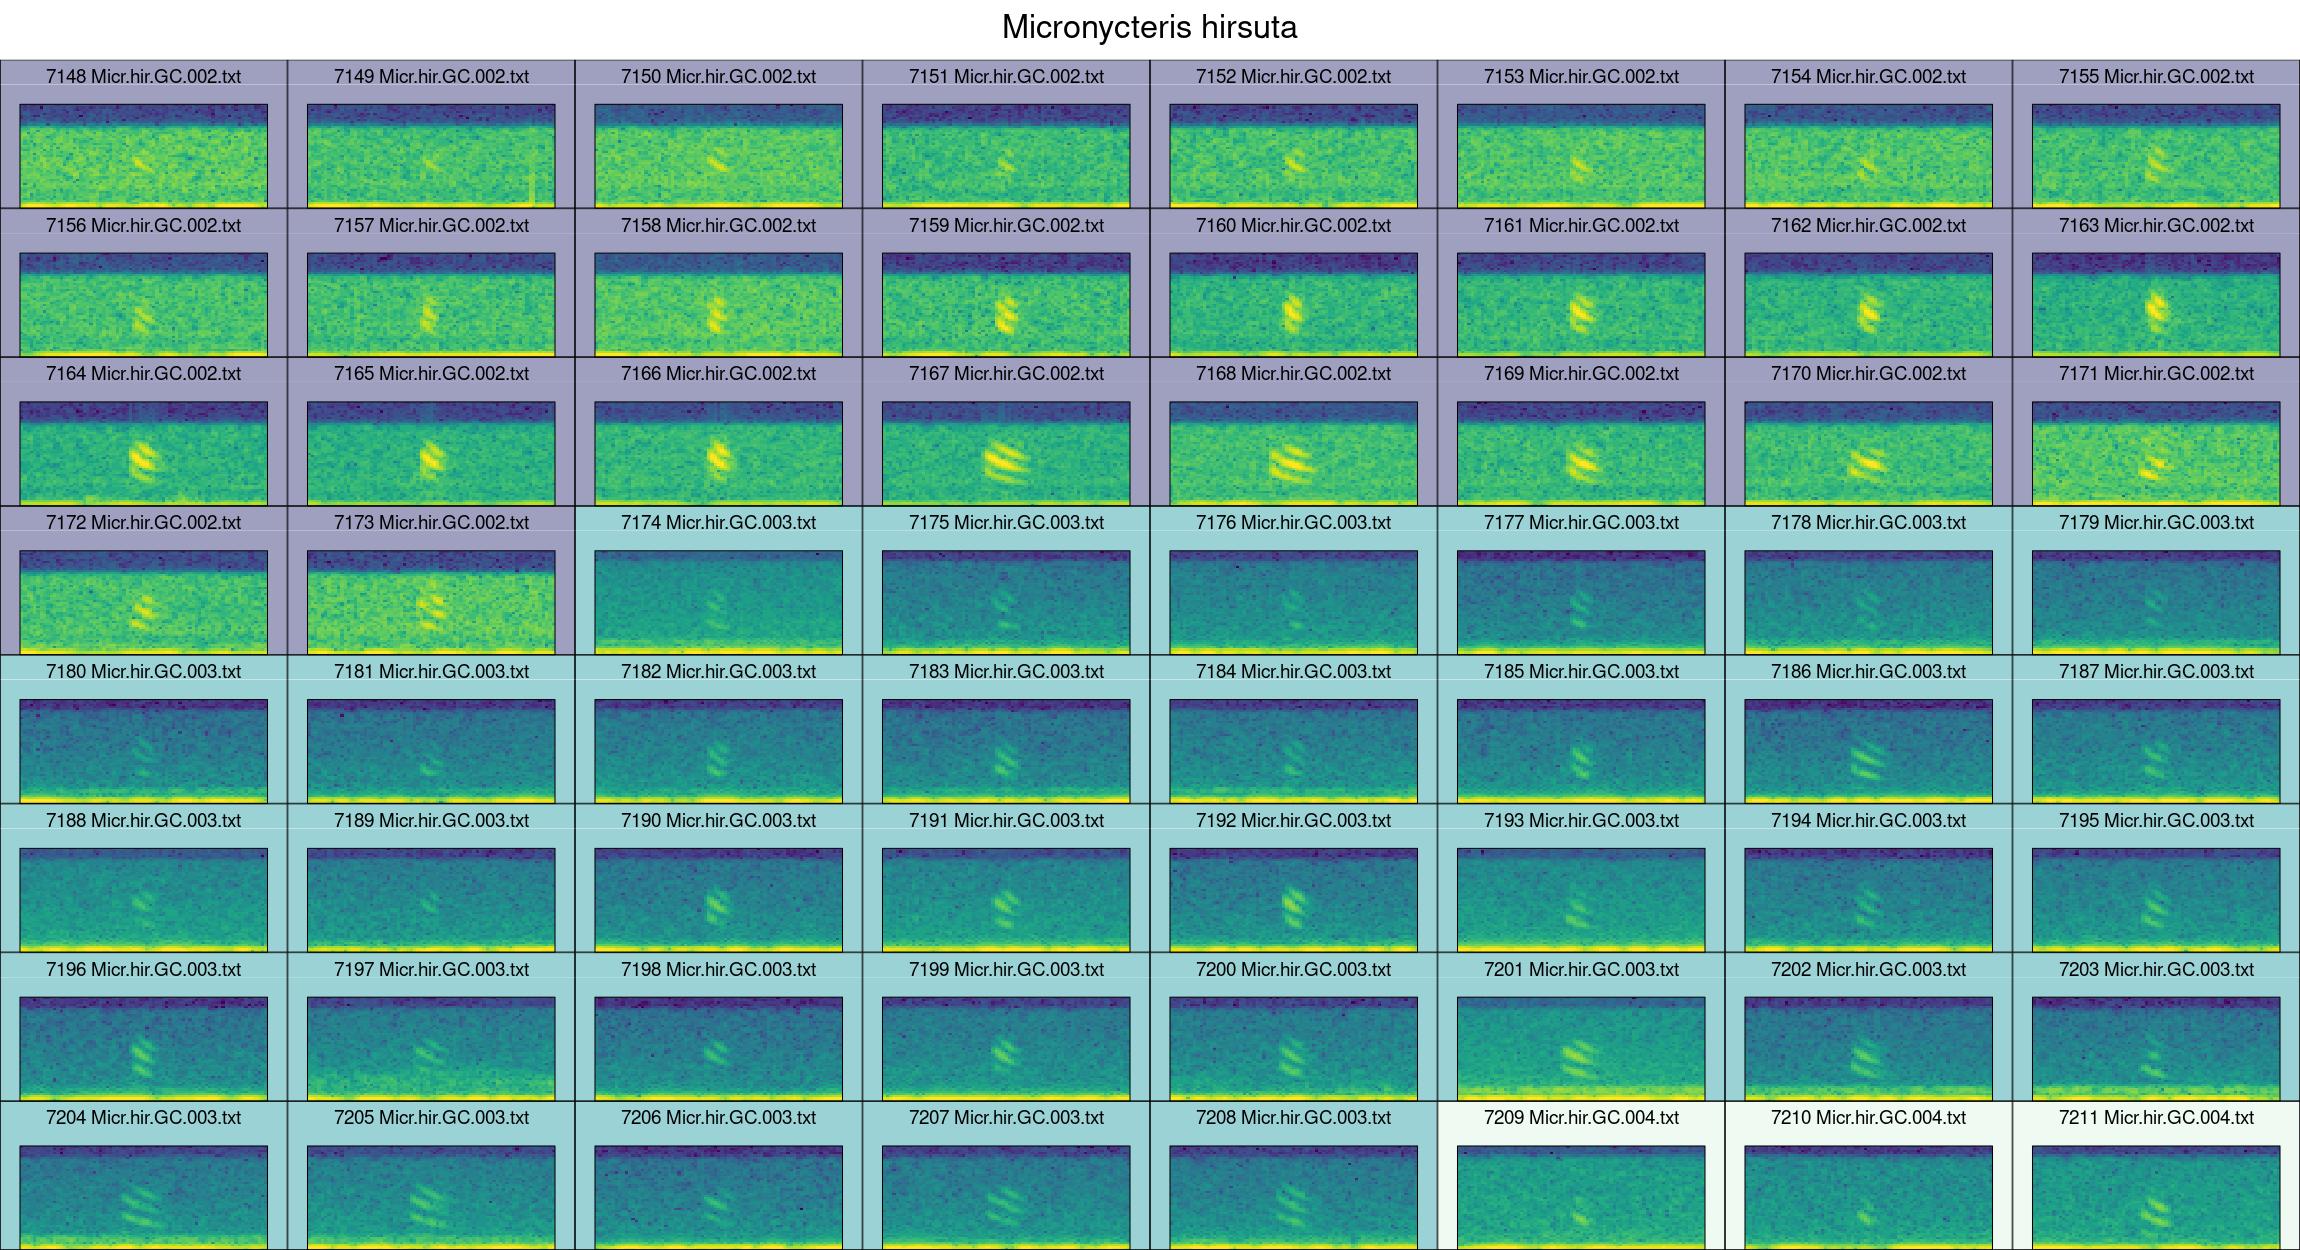 Micronycteris hirsuta
7148 Micr.hir.GC.002.txt 7149 Micr.hir.GC.002.txt 7150 Micr.hir.GC.002.txt 7151 Micr.hir.GC.002.txt 7152 Micr.hir.GC.002.txt 7153 Micr.hir.GC.002.txt 7154 Micr.hir.GC.002.txt 7155 Micr.hir.GC.002.txt
7156 Micr.hir.GC.002.txt 7157 Micr.hir.GC.002.txt 7158 Micr.hir.GC.002.txt 7159 Micr.hir.GC.002.txt 7160 Micr.hir.GC.002.txt 7161 Micr.hir.GC.002.txt 7162 Micr.hir.GC.002.txt 7163 Micr.hir.GC.002.txt
7164 Micr.hir.GC.002.txt 7165 Micr.hir.GC.002.txt 7166 Micr.hir.GC.002.txt 7167 Micr.hir.GC.002.txt 7168 Micr.hir.GC.002.txt 7169 Micr.hir.GC.002.txt 7170 Micr.hir.GC.002.txt 7171 Micr.hir.GC.002.txt
7172 Micr.hir.GC.002.txt 7173 Micr.hir.GC.002.txt 7174 Micr.hir.GC.003.txt 7175 Micr.hir.GC.003.txt 7176 Micr.hir.GC.003.txt 7177 Micr.hir.GC.003.txt 7178 Micr.hir.GC.003.txt 7179 Micr.hir.GC.003.txt
7180 Micr.hir.GC.003.txt 7181 Micr.hir.GC.003.txt 7182 Micr.hir.GC.003.txt 7183 Micr.hir.GC.003.txt 7184 Micr.hir.GC.003.txt 7185 Micr.hir.GC.003.txt 7186 Micr.hir.GC.003.txt 7187 Micr.hir.GC.003.txt
7188 Micr.hir.GC.003.txt 7189 Micr.hir.GC.003.txt 7190 Micr.hir.GC.003.txt 7191 Micr.hir.GC.003.txt 7192 Micr.hir.GC.003.txt 7193 Micr.hir.GC.003.txt 7194 Micr.hir.GC.003.txt 7195 Micr.hir.GC.003.txt
7196 Micr.hir.GC.003.txt 7197 Micr.hir.GC.003.txt 7198 Micr.hir.GC.003.txt 7199 Micr.hir.GC.003.txt 7200 Micr.hir.GC.003.txt 7201 Micr.hir.GC.003.txt 7202 Micr.hir.GC.003.txt 7203 Micr.hir.GC.003.txt
7204 Micr.hir.GC.003.txt 7205 Micr.hir.GC.003.txt 7206 Micr.hir.GC.003.txt 7207 Micr.hir.GC.003.txt 7208 Micr.hir.GC.003.txt 7209 Micr.hir.GC.004.txt 7210 Micr.hir.GC.004.txt 7211 Micr.hir.GC.004.txt